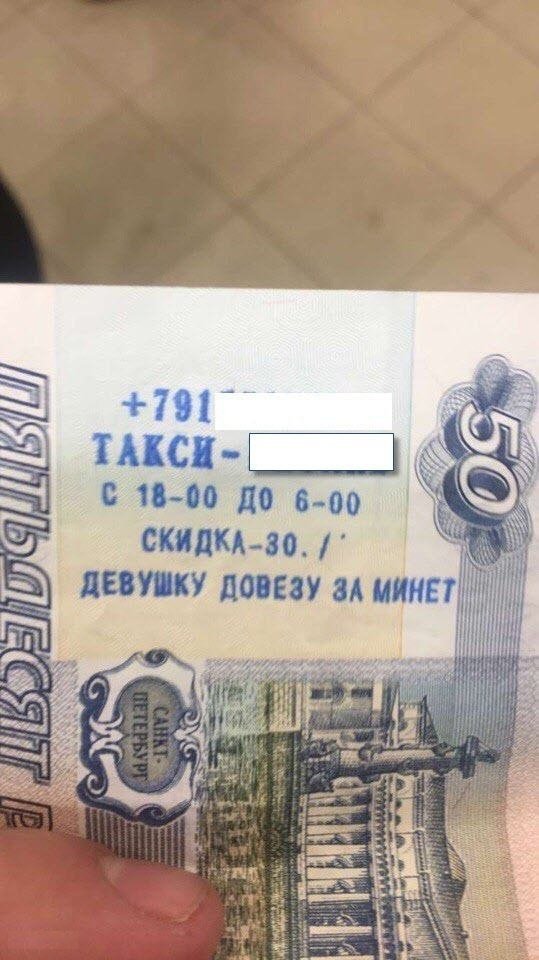 +791
ТАКСИ-
С 18-00 ДО 6-00
СКИДКА-30./
ДЕВУШКУ ДОВЕЗУ ЗА МИНЕТ
50
ПЯТЬДЕСЯТ
САНКТ-
ПЕТЕРБУРГ